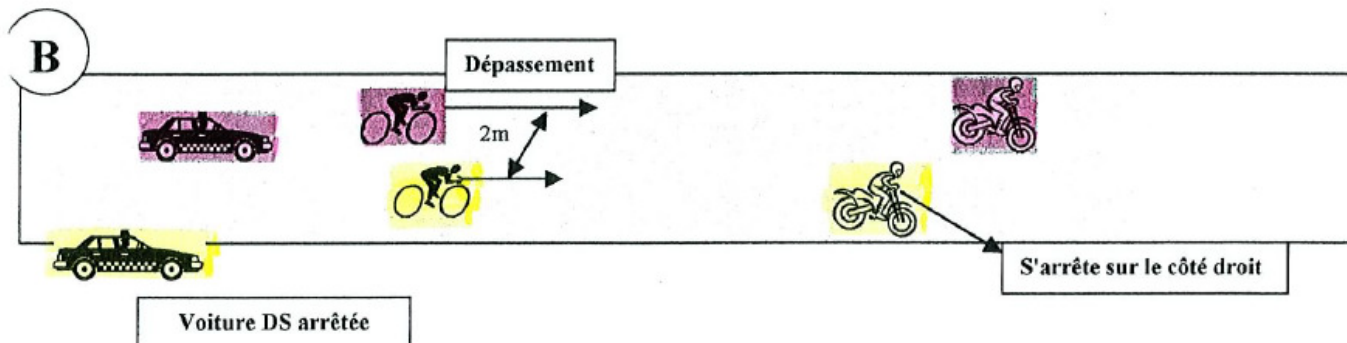 B
Dépassement
2m
S'arrête sur le côté droit
Voiture DS arrêtée